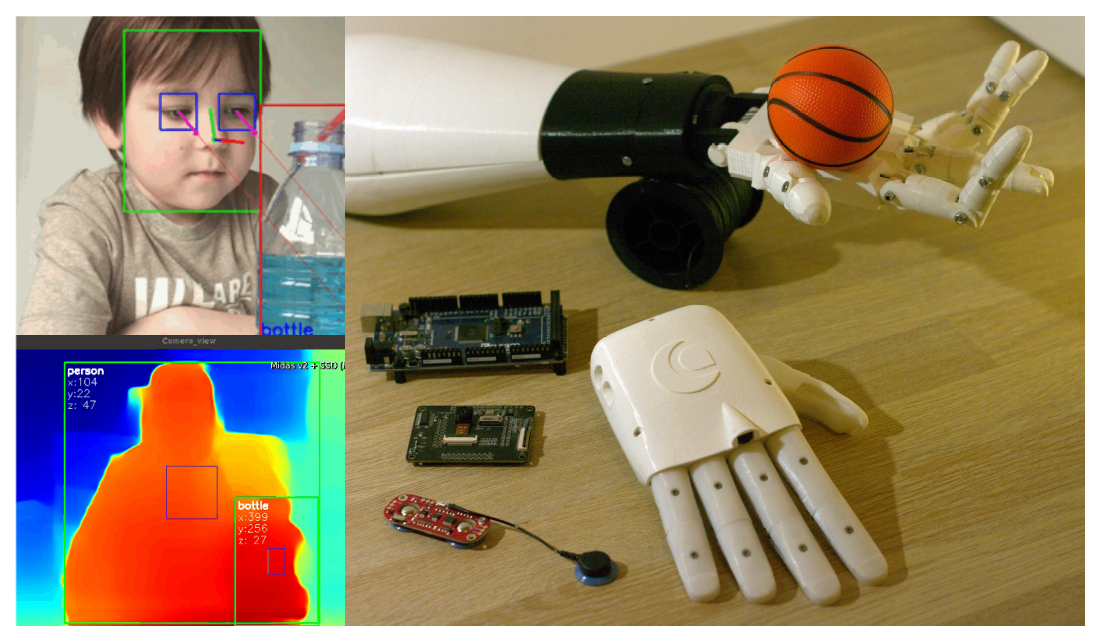 bottle
Camera_view
Midas v2 + SSD
person
x:104
y:22
z: 47
bottle
x:399
y:256
z: 27